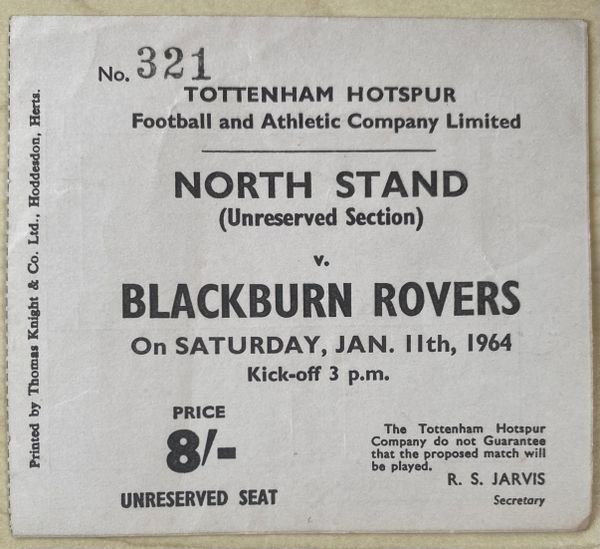 No. 321
TOTTENHAM HOTSPUR
Football and Athletic Company Limited
NORTH STAND
(Unreserved Section)
v.
BLACKBURN ROVERS
On SATURDAY, JAN. 11th, 1964
Kick-off 3 p.m.
PRICE
8/-
UNRESERVED SEAT
The Tottenham Hotspur
Company do not Guarantee
that the proposed match will
be played.
R. S. JARVIS
Secretary
Printed by Thomas Knight & Co. Ltd., Hoddesdon, Herts.